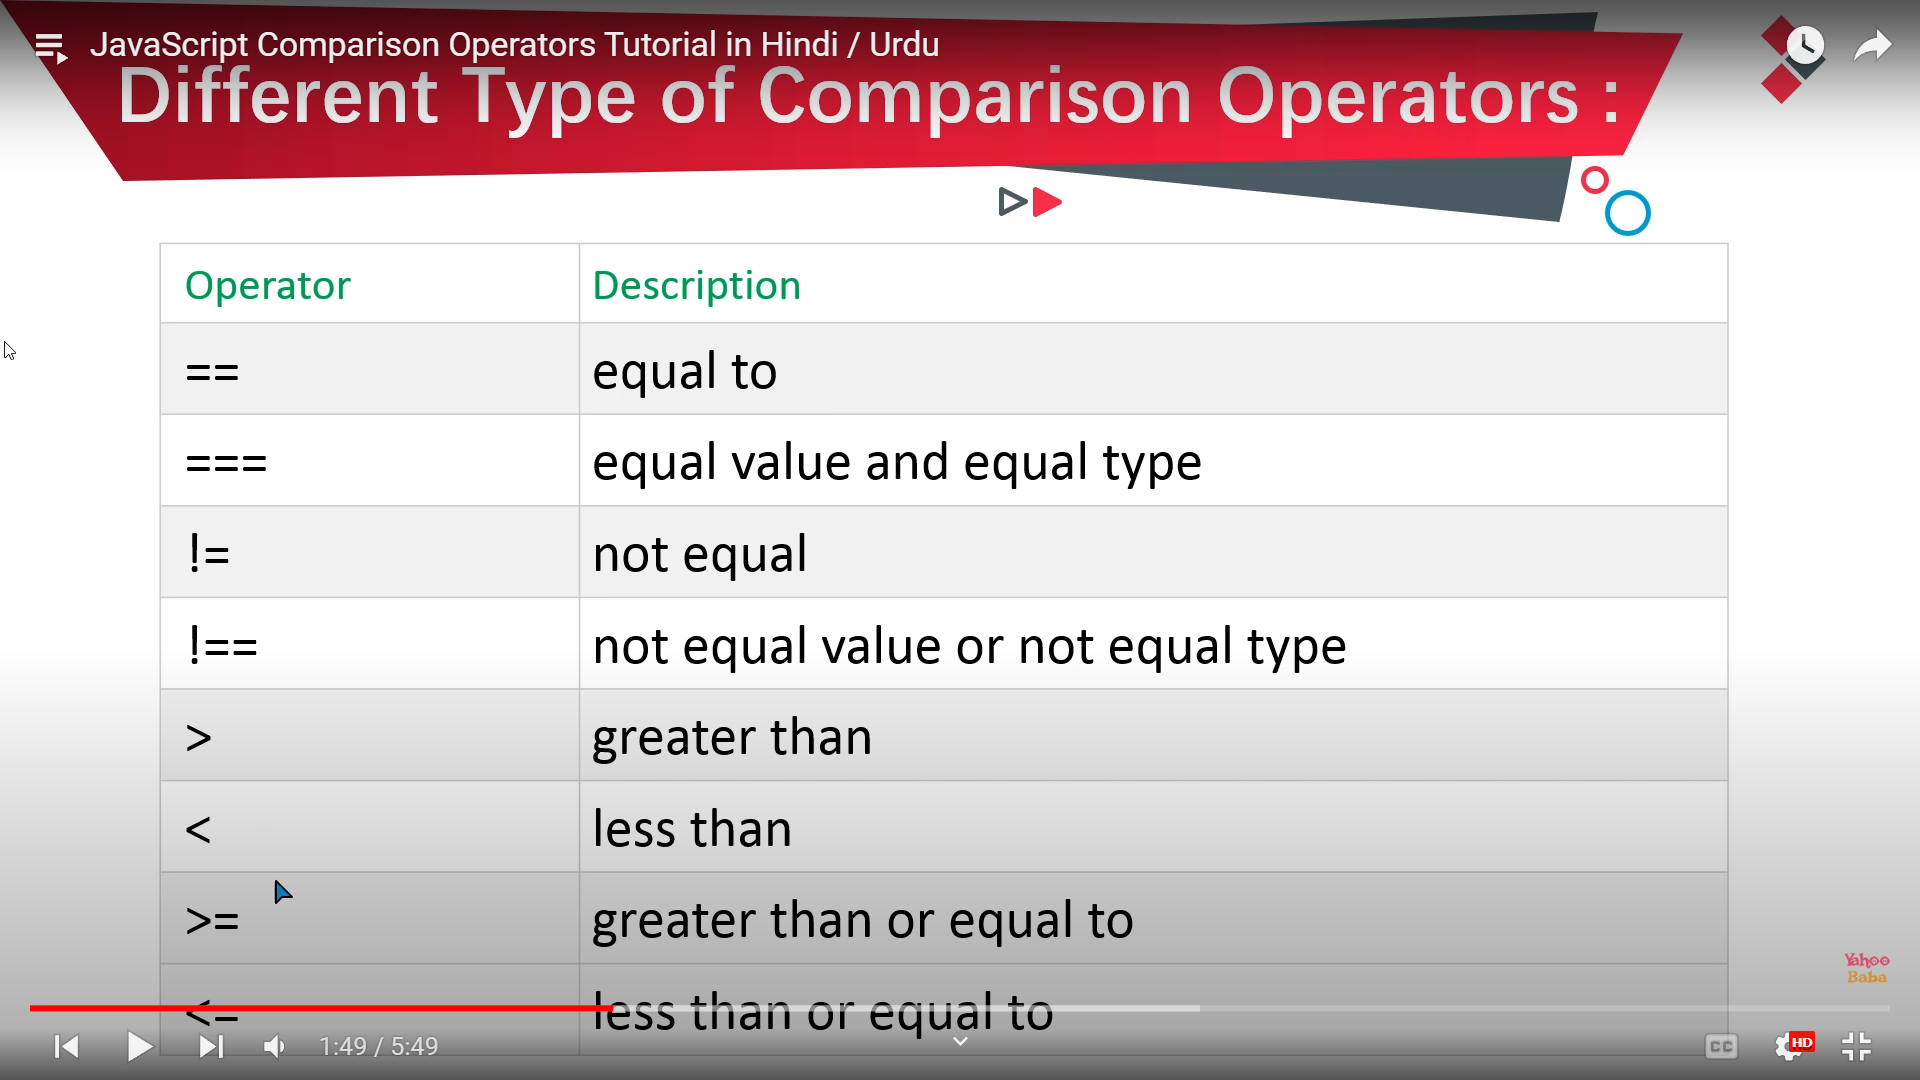 JavaScript Comparison Operators Tutorial in Hindi / Urdu
Different Type of Comparison Operators :
Operator Description
== equal to
=== equal value and equal type
!= not equal
!== not equal value or not equal type
> greater than
< less than
>= greater than or equal to
<= less than or equal to
Yahoo
Baba
1:49 / 5:49
CC
HD